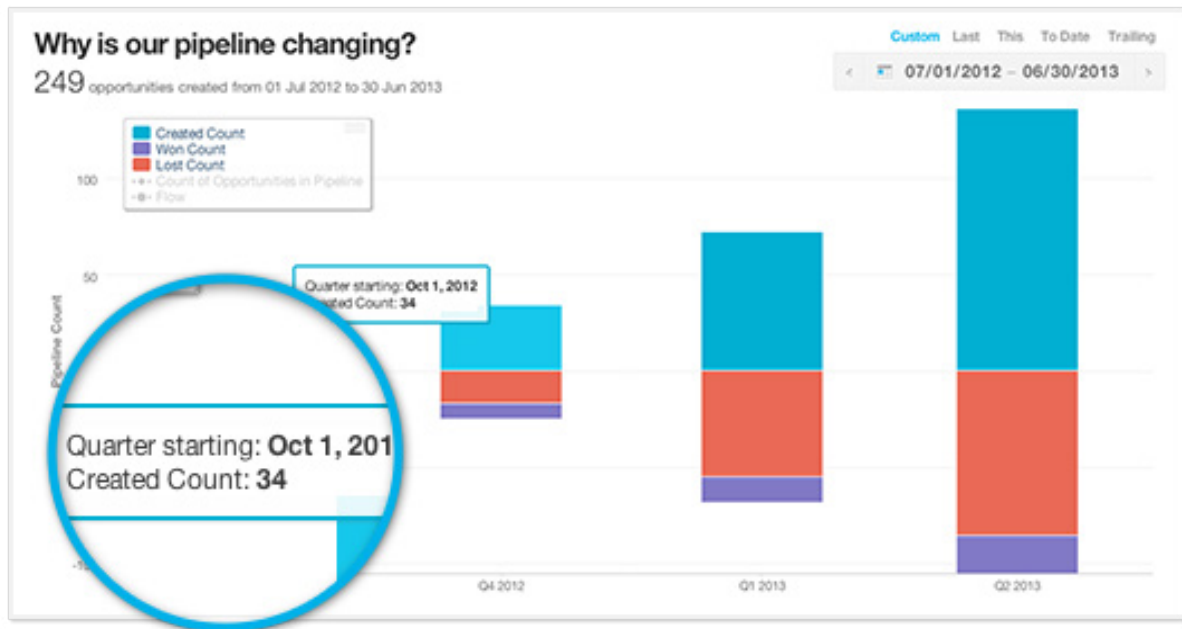 Why is our pipeline changing?
249 opportunities created from 01 Jul 2012 to 30 Jun 2013
Custom Last This To Date Trailing
< 07/01/2012 – 06/30/2013 >
Created Count
Won Count
Lost Count
Count of Opportunities in Pipeline
Flow
100
50
Pipeline Count
Quarter starting: Oct 1, 2012
Created Count: 34
Quarter starting: Oct 1, 201
Created Count: 34
Q4 2012
Q1 2013
Q2 2013